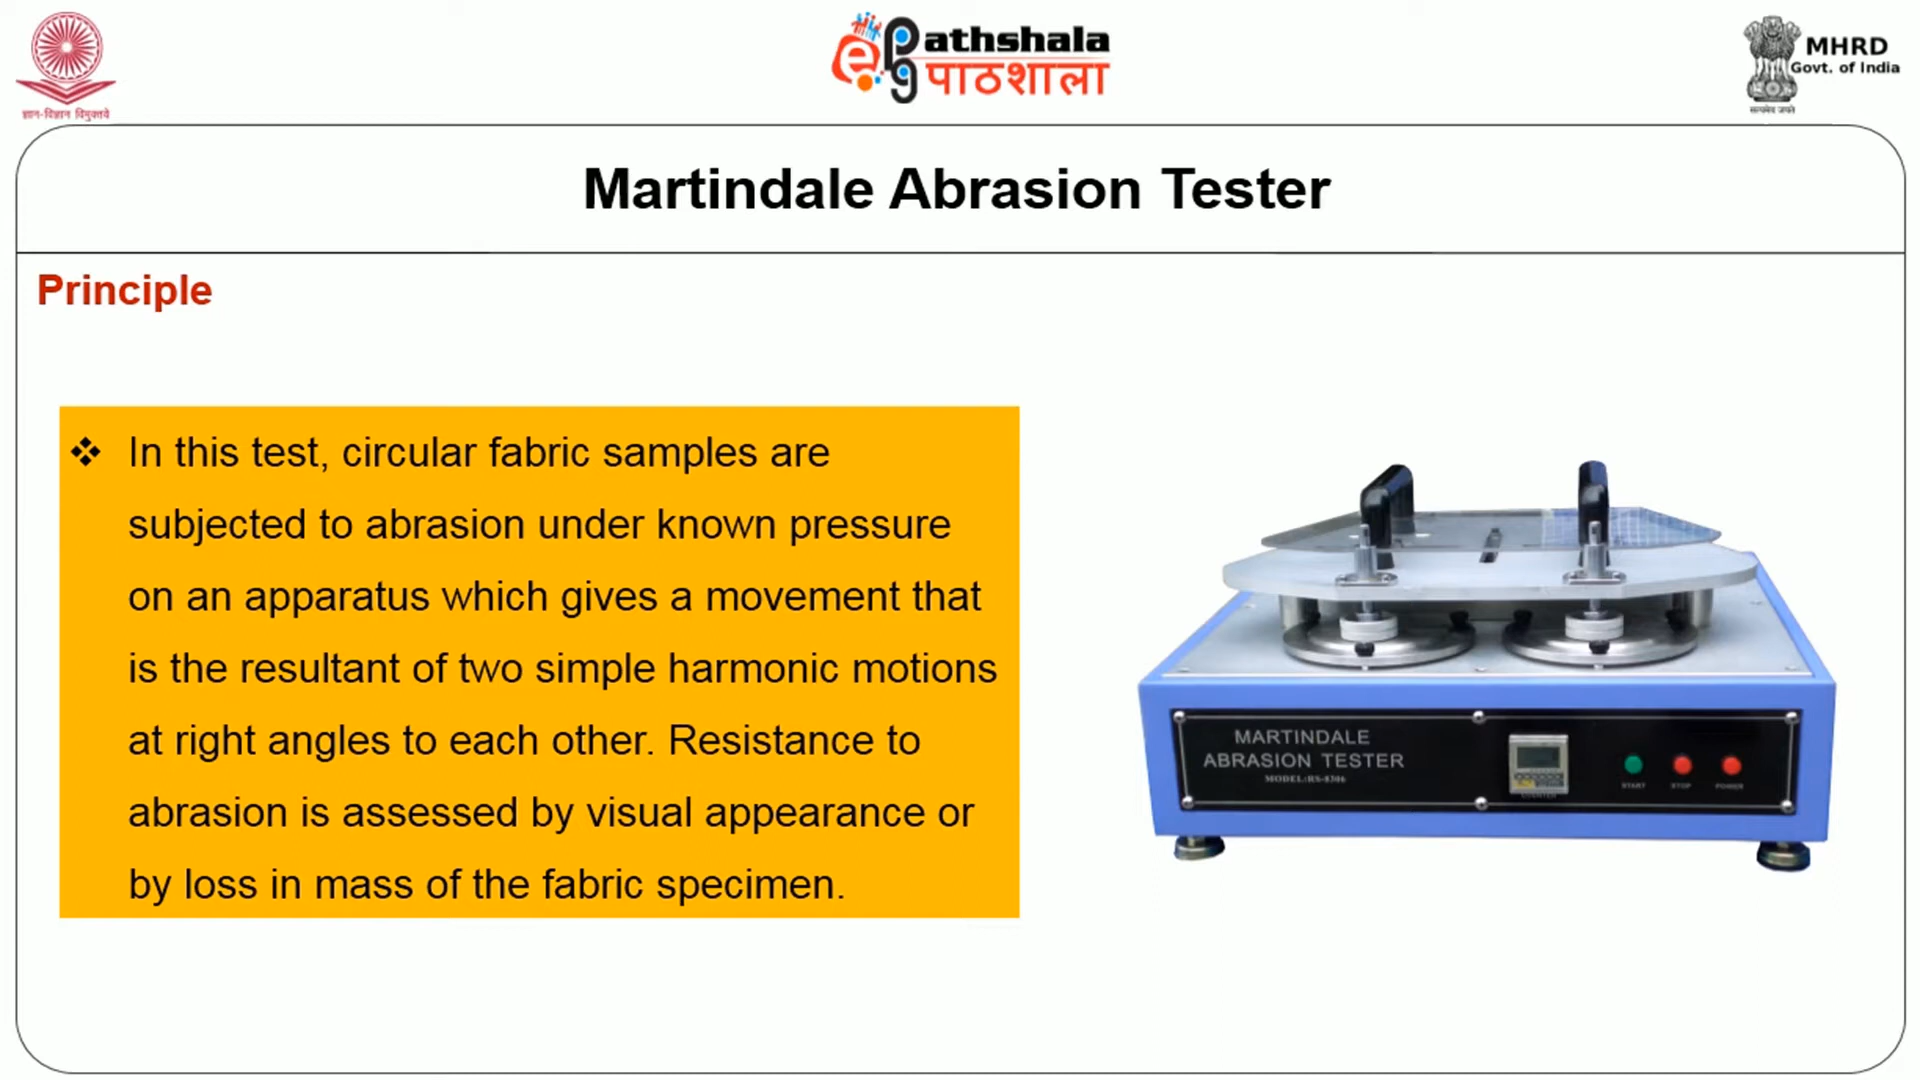 ज्ञान-विज्ञान विमुक्तये
ePG athshala
पाठशाला
MHRD
Govt. of India
सत्यमेव जयते
Martindale Abrasion Tester
Principle
❖ In this test, circular fabric samples are
subjected to abrasion under known pressure
on an apparatus which gives a movement that
is the resultant of two simple harmonic motions
at right angles to each other. Resistance to
abrasion is assessed by visual appearance or
by loss in mass of the fabric specimen.
MARTINDALE
ABRASION TESTER
MODEL:RS-8306
COUNTER
START STOP POWER